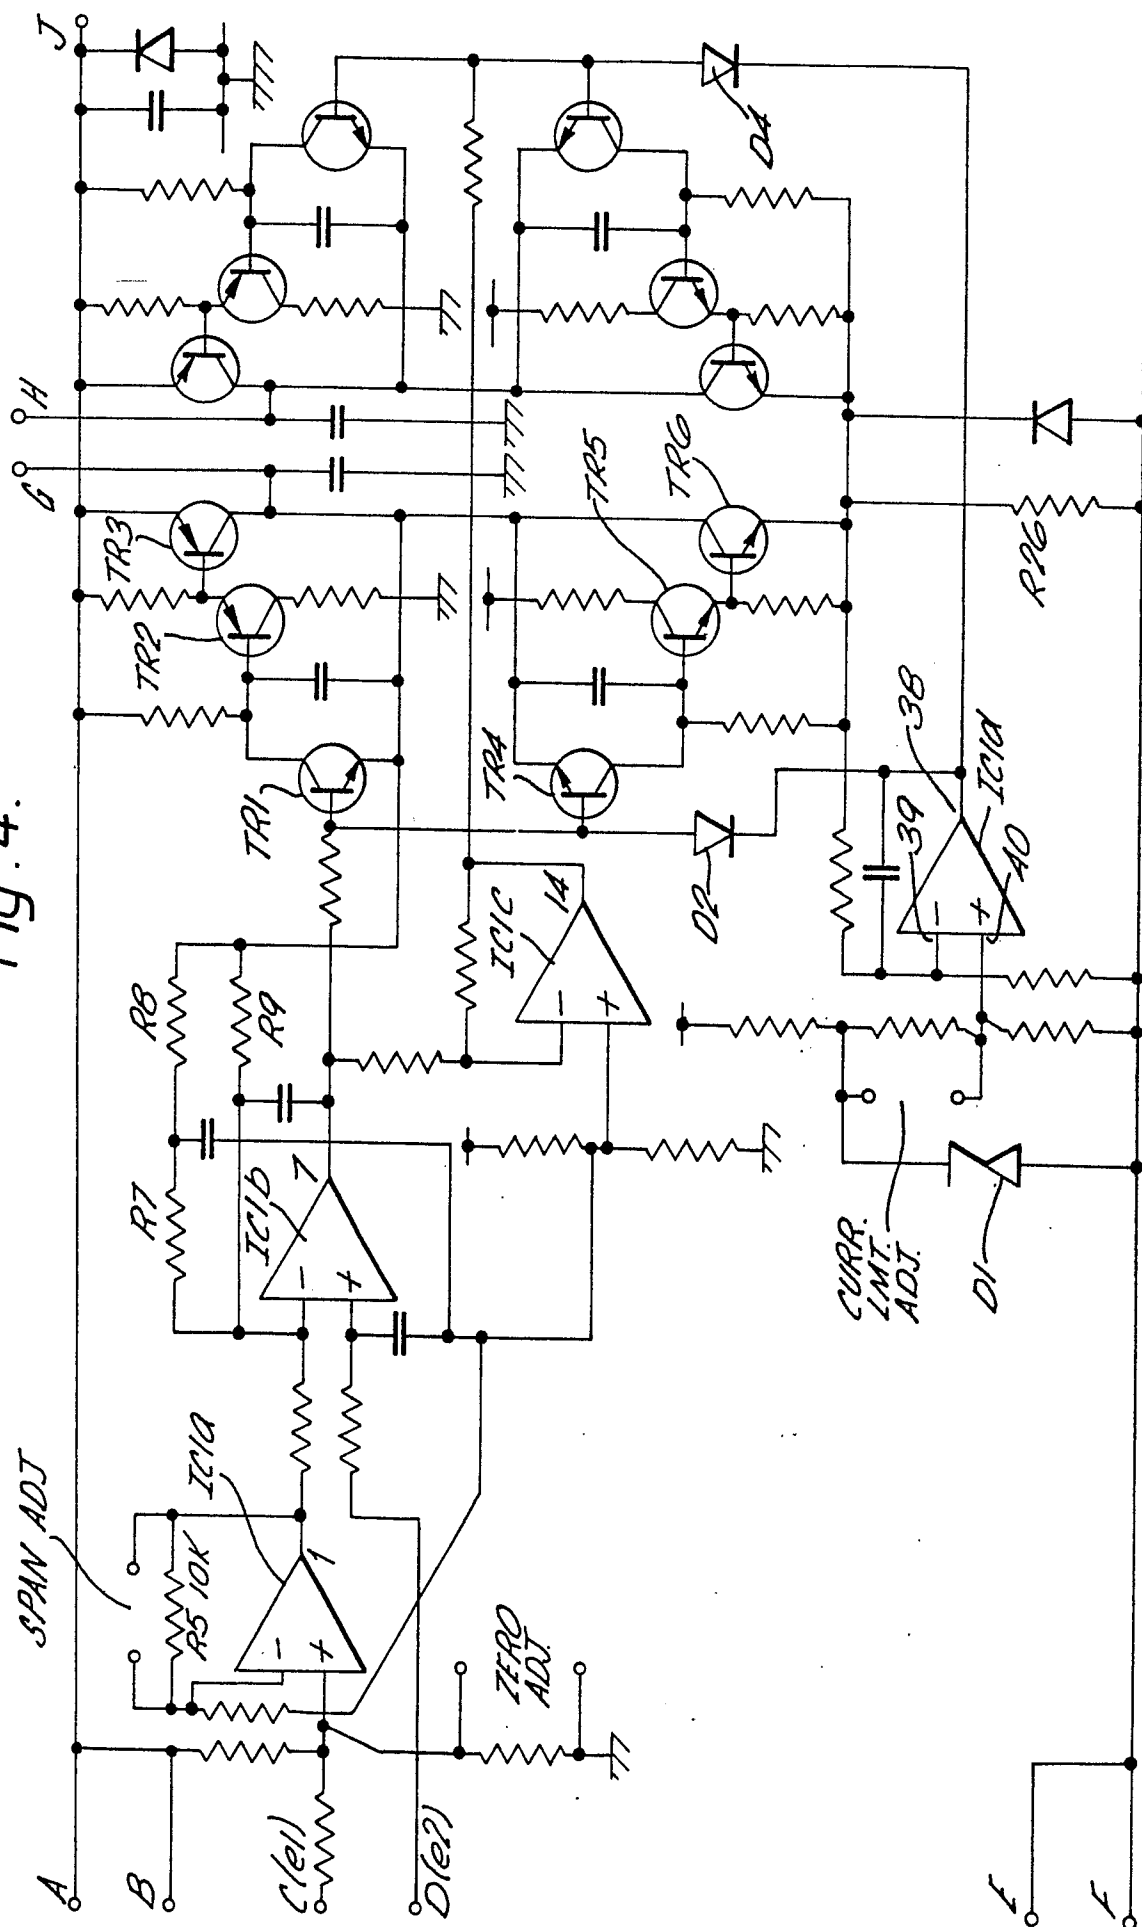 Fig. 4.
SPAN ADJ
A
B
C(e1)
D(e2)
E
F
G
H
J
R5 10K
IC1a
1
ZERO
ADJ.
R7
R8
R9
IC1b
7
IC1C
14
TR1
TR2
TR3
TR4
TR5
TR6
D2
D4
CURR.
LMT.
ADJ.
D1
39
38
40
IC1d
R26